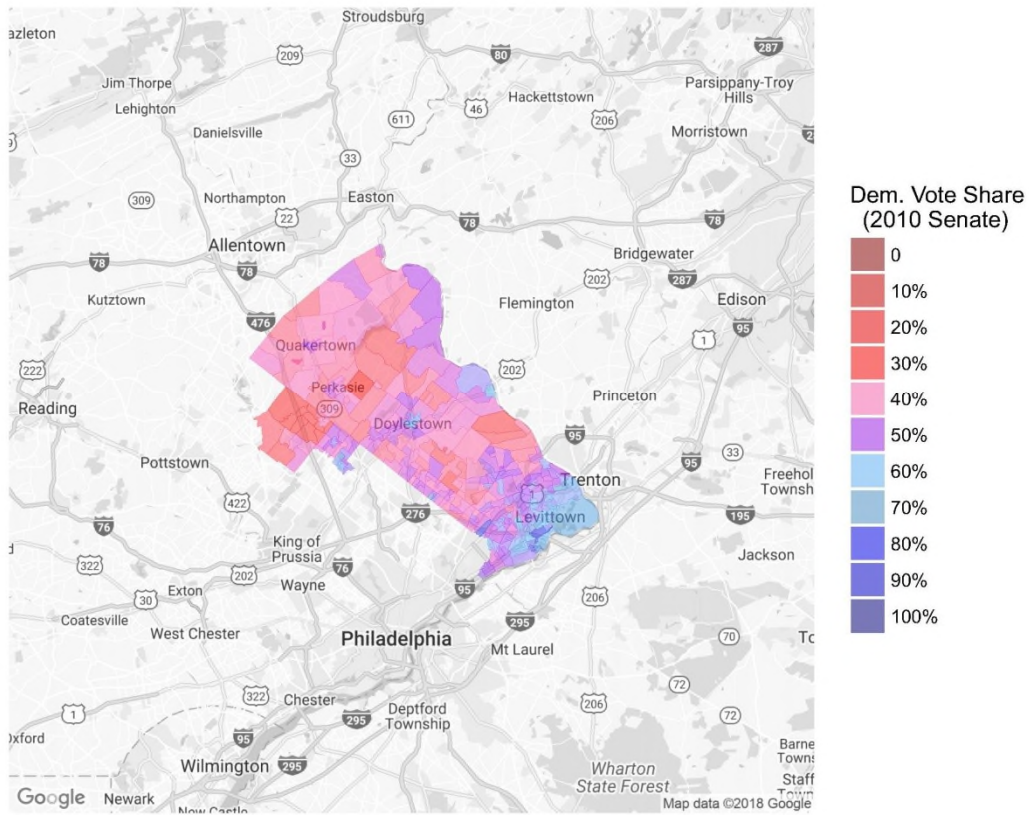 Stroudsburg
azleton
209
80
287
Jim Thorpe
Parsippany-Troy
Hills
Lehighton
Hackettstown
46
206
611
Danielsville
Morristown
33
309
Northampton
Easton
22
78
78
Allentown
Bridgewater
78
78
202
287
Kutztown
Flemington
Edison
476
95
1
Quakertown
222
202
Perkasie
Princeton
Reading
309
Doylestown
95
33
Pottstown
95
Freehol
Townsh
Trenton
1
422
Levittown
195
276
76
King of
Prussia
Jackson
322
202
76
Wayne
95
206
Exton
30
295
Coatesville
West Chester
70
Philadelphia
Mt Laurel
To
322
72
Chester
Deptford
Township
206
1
295
72
95
Oxford
Barne
Towns
Wilmington
295
Wharton
State Forest
Staff
Town
Google
Newark
New Castle
Map data ©2018 Google
Dem. Vote Share
(2010 Senate)
0
10%
20%
30%
40%
50%
60%
70%
80%
90%
100%